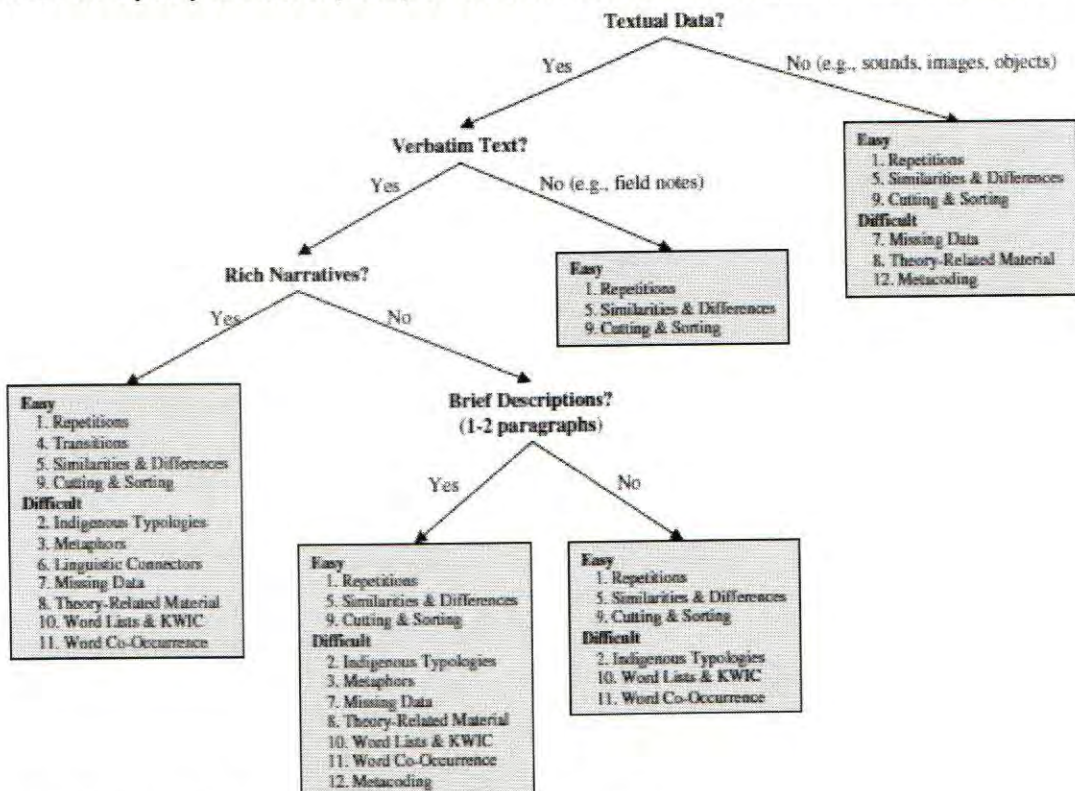 Textual Data?
Yes
No (e.g., sounds, images, objects)
Verbatim Text?
Yes
No (e.g., field notes)
Easy
1. Repetitions
5. Similarities & Differences
9. Cutting & Sorting
Difficult
7. Missing Data
8. Theory-Related Material
12. Metacoding
Rich Narratives?
Yes
No
Easy
1. Repetitions
5. Similarities & Differences
9. Cutting & Sorting
Easy
1. Repetitions
4. Transitions
5. Similarities & Differences
9. Cutting & Sorting
Difficult
2. Indigenous Typologies
3. Metaphors
6. Linguistic Connectors
7. Missing Data
8. Theory-Related Material
10. Word Lists & KWIC
11. Word Co-Occurrence
Brief Descriptions?
(1-2 paragraphs)
Yes
No
Easy
1. Repetitions
5. Similarities & Differences
9. Cutting & Sorting
Difficult
2. Indigenous Typologies
3. Metaphors
7. Missing Data
8. Theory-Related Material
10. Word Lists & KWIC
11. Word Co-Occurrence
12. Metacoding
Easy
1. Repetitions
5. Similarities & Differences
9. Cutting & Sorting
Difficult
2. Indigenous Typologies
10. Word Lists & KWIC
11. Word Co-Occurrence